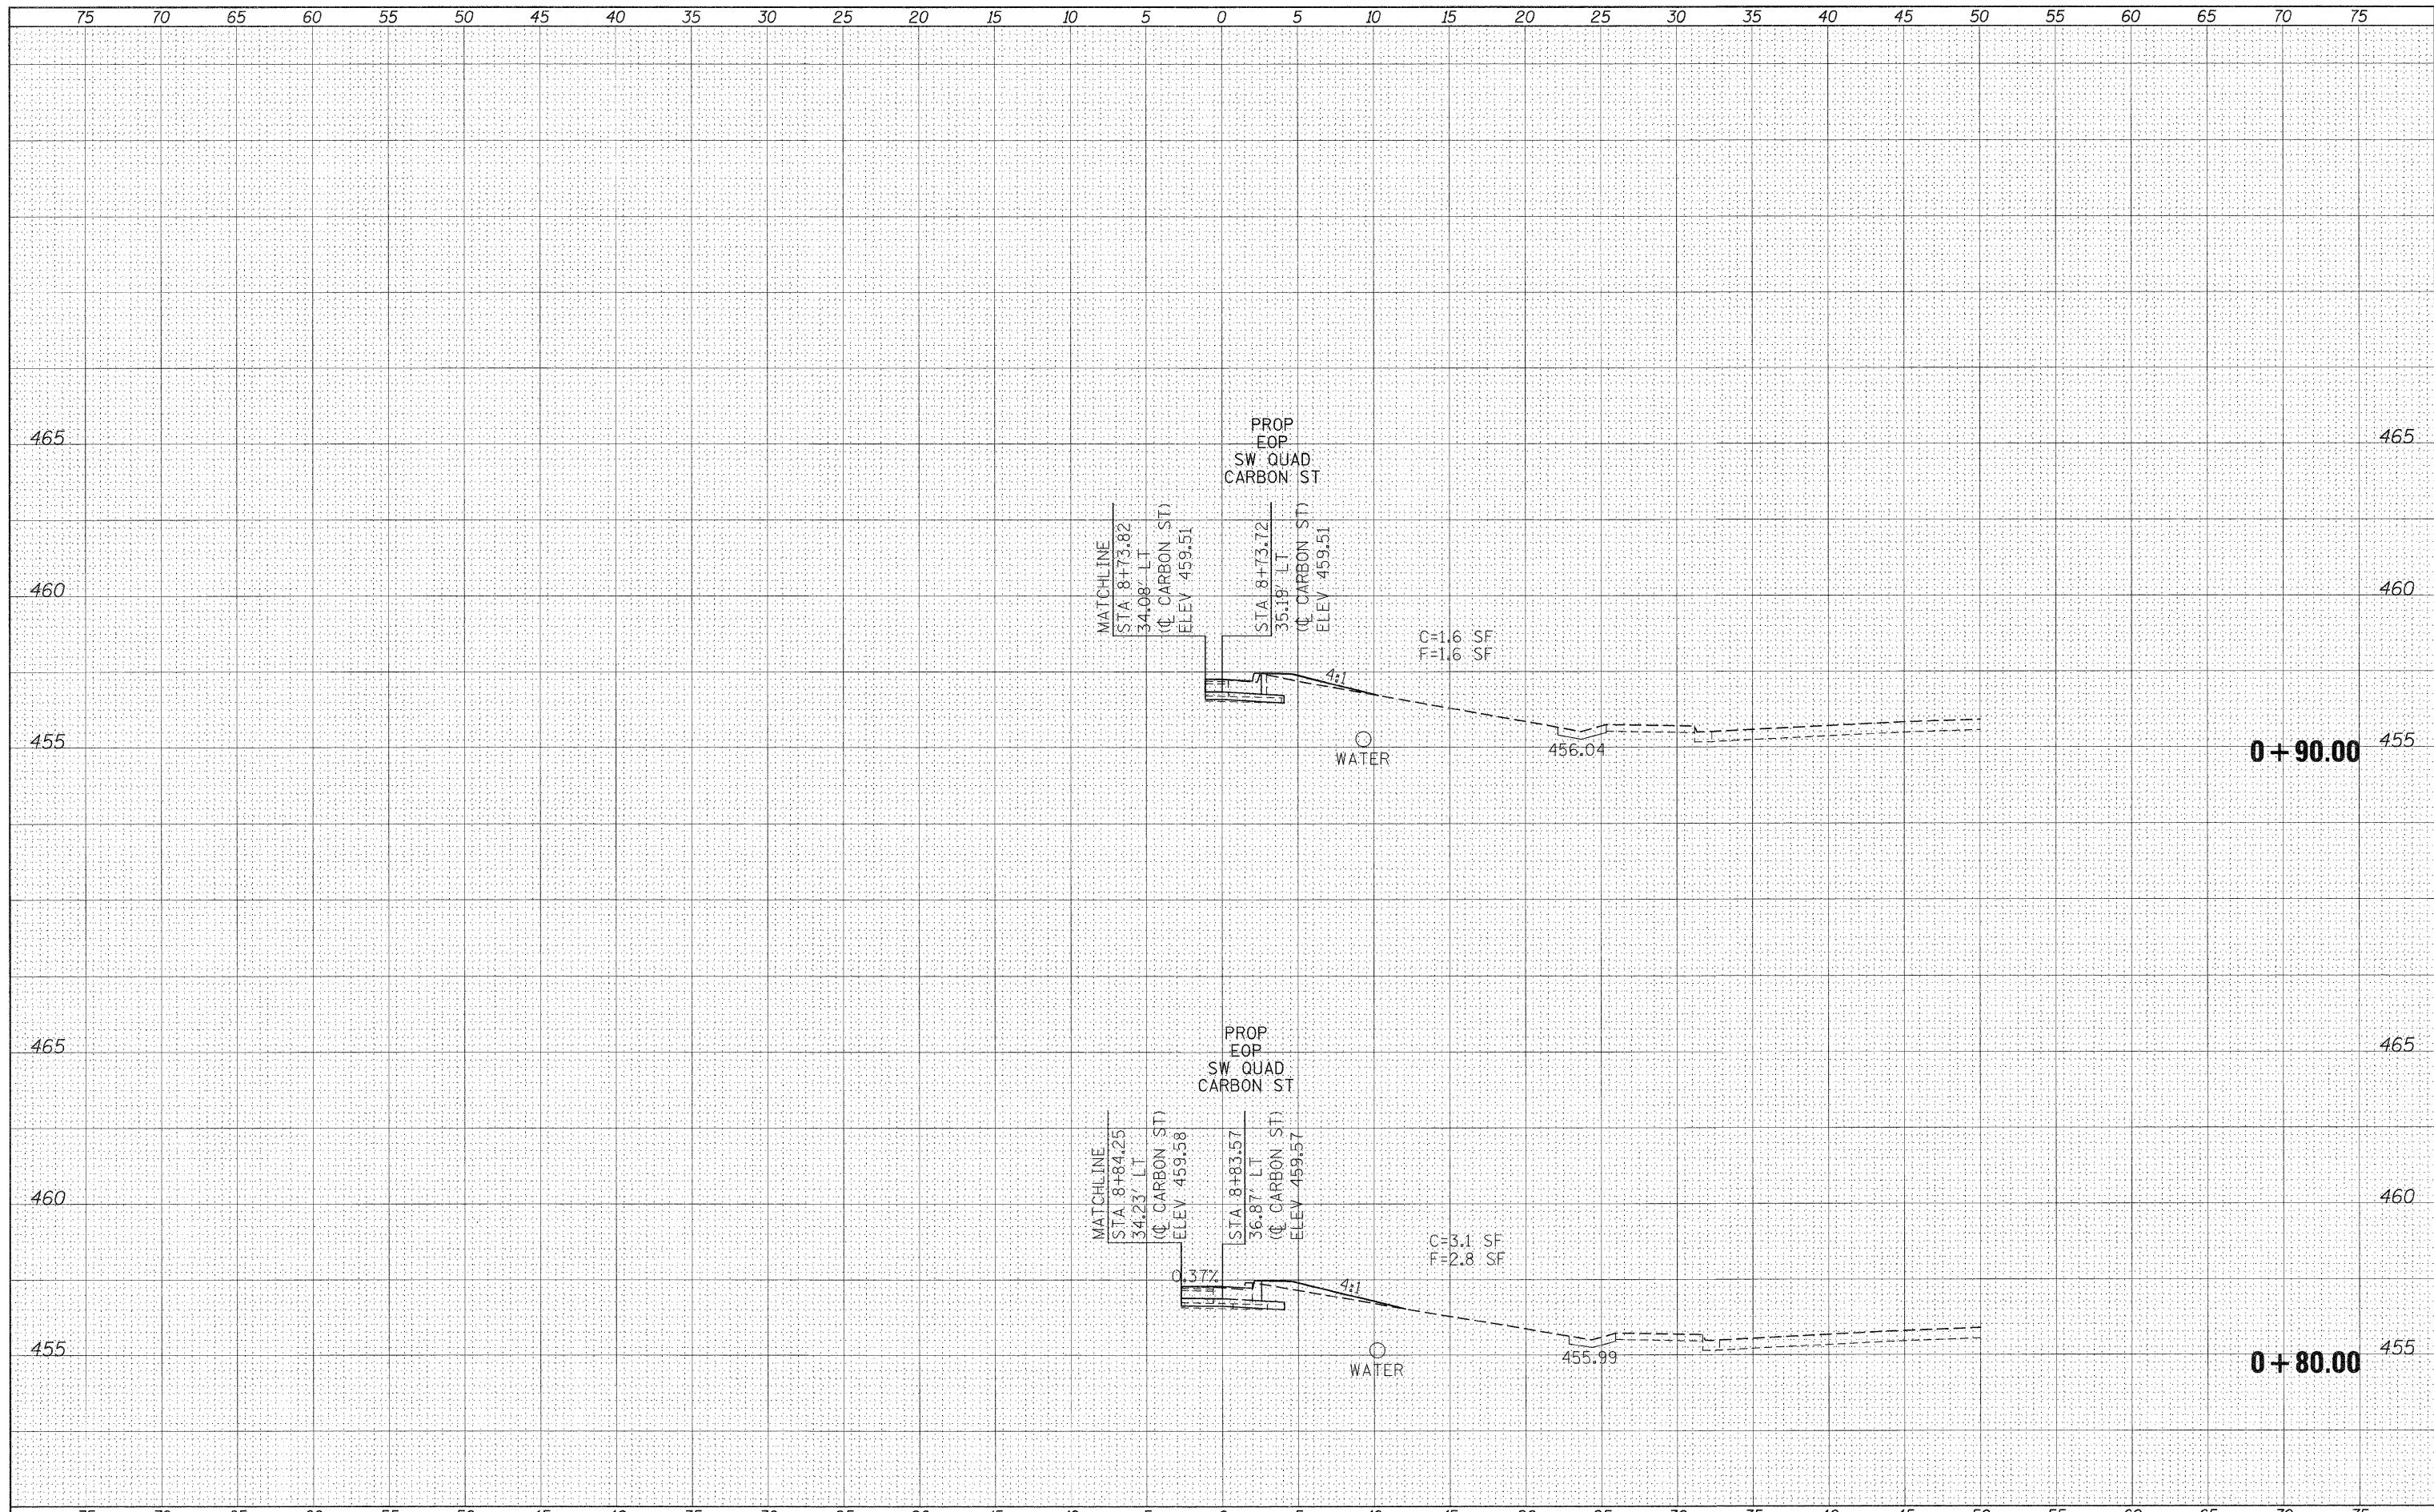 75 70 65 60 55 50 45 40 35 30 25 20 15 10 5 0 5 10 15 20 25 30 35 40 45 50 55 60 65 70 75
PROP
EOP
SW QUAD
CARBON ST
465 465
MATCHLINE
STA 8+73.82
34.08' LT
(℄ CARBON ST)
ELEV 459.51
STA 8+73.72
35.19' LT
(℄ CARBON ST)
ELEV 459.51
460 460
C=1.6 SF
F=1.6 SF
4:1
WATER
456.04
455 455
0+90.00
PROP
EOP
SW QUAD
CARBON ST
465 465
MATCHLINE
STA 8+84.25
34.23' LT
(℄ CARBON ST)
ELEV 459.58
STA 8+83.57
36.87' LT
(℄ CARBON ST)
ELEV 459.57
460 460
C=3.1 SF
F=2.8 SF
0.37%
4:1
WATER
455.99
455 455
0+80.00